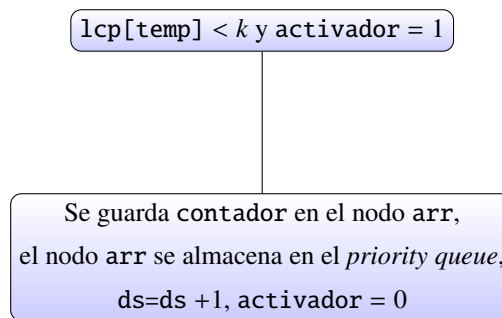 lcp[temp] < k y activador = 1
Se guarda contador en el nodo arr,
el nodo arr se almacena en el priority queue,
ds=ds +1, activador = 0